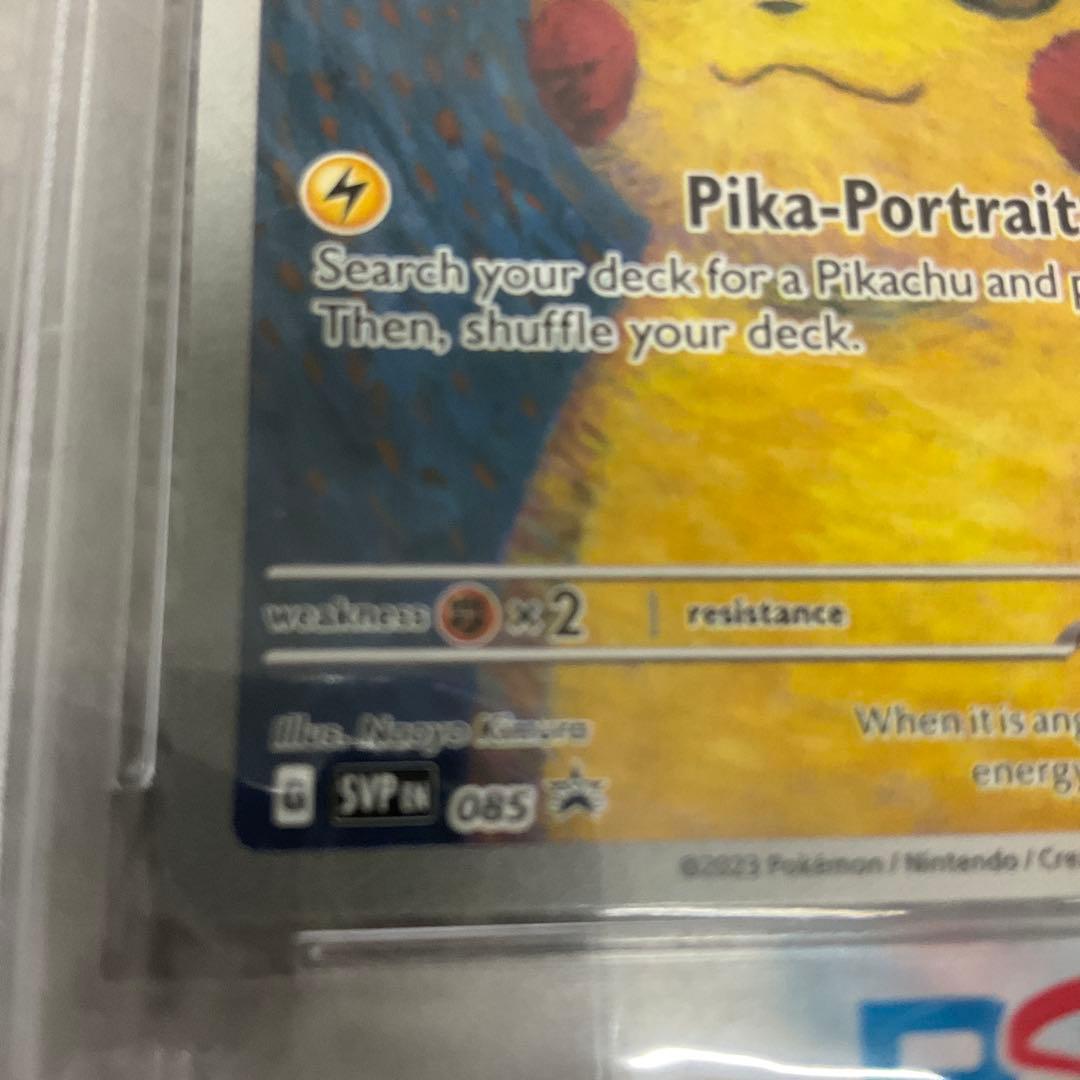 Pika-Portrait
Search your deck for a Pikachu and
Then, shuffle your deck.
weakness ×2 resistance
Illus. Naoyo Kimura
When it is ang
energy
G SVP EN 085
©2023 Pokémon / Nintendo / Cre